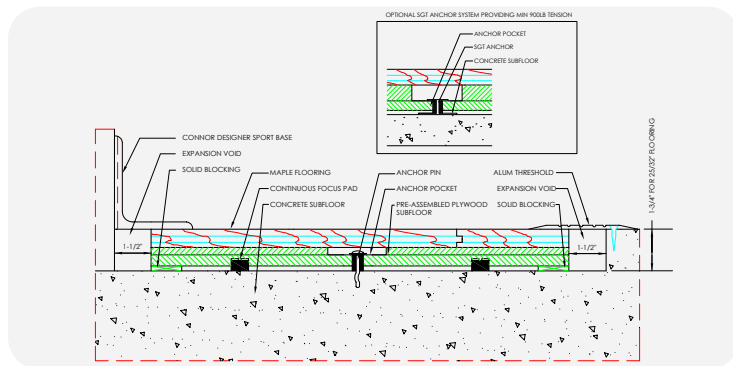 OPTIONAL SGT ANCHOR SYSTEM PROVIDING MIN 900LB TENSION
ANCHOR POCKET
SGT ANCHOR
CONCRETE SUBFLOOR
CONNOR DESIGNER SPORT BASE
EXPANSION VOID
SOLID BLOCKING
MAPLE FLOORING
CONTINUOUS FOCUS PAD
CONCRETE SUBFLOOR
ANCHOR PIN
ANCHOR POCKET
PRE-ASSEMBLED PLYWOOD
SUBFLOOR
ALUM THRESHOLD
EXPANSION VOID
SOLID BLOCKING
1-3/4" FOR 25/32" FLOORING
1-1/2"
1-1/2"